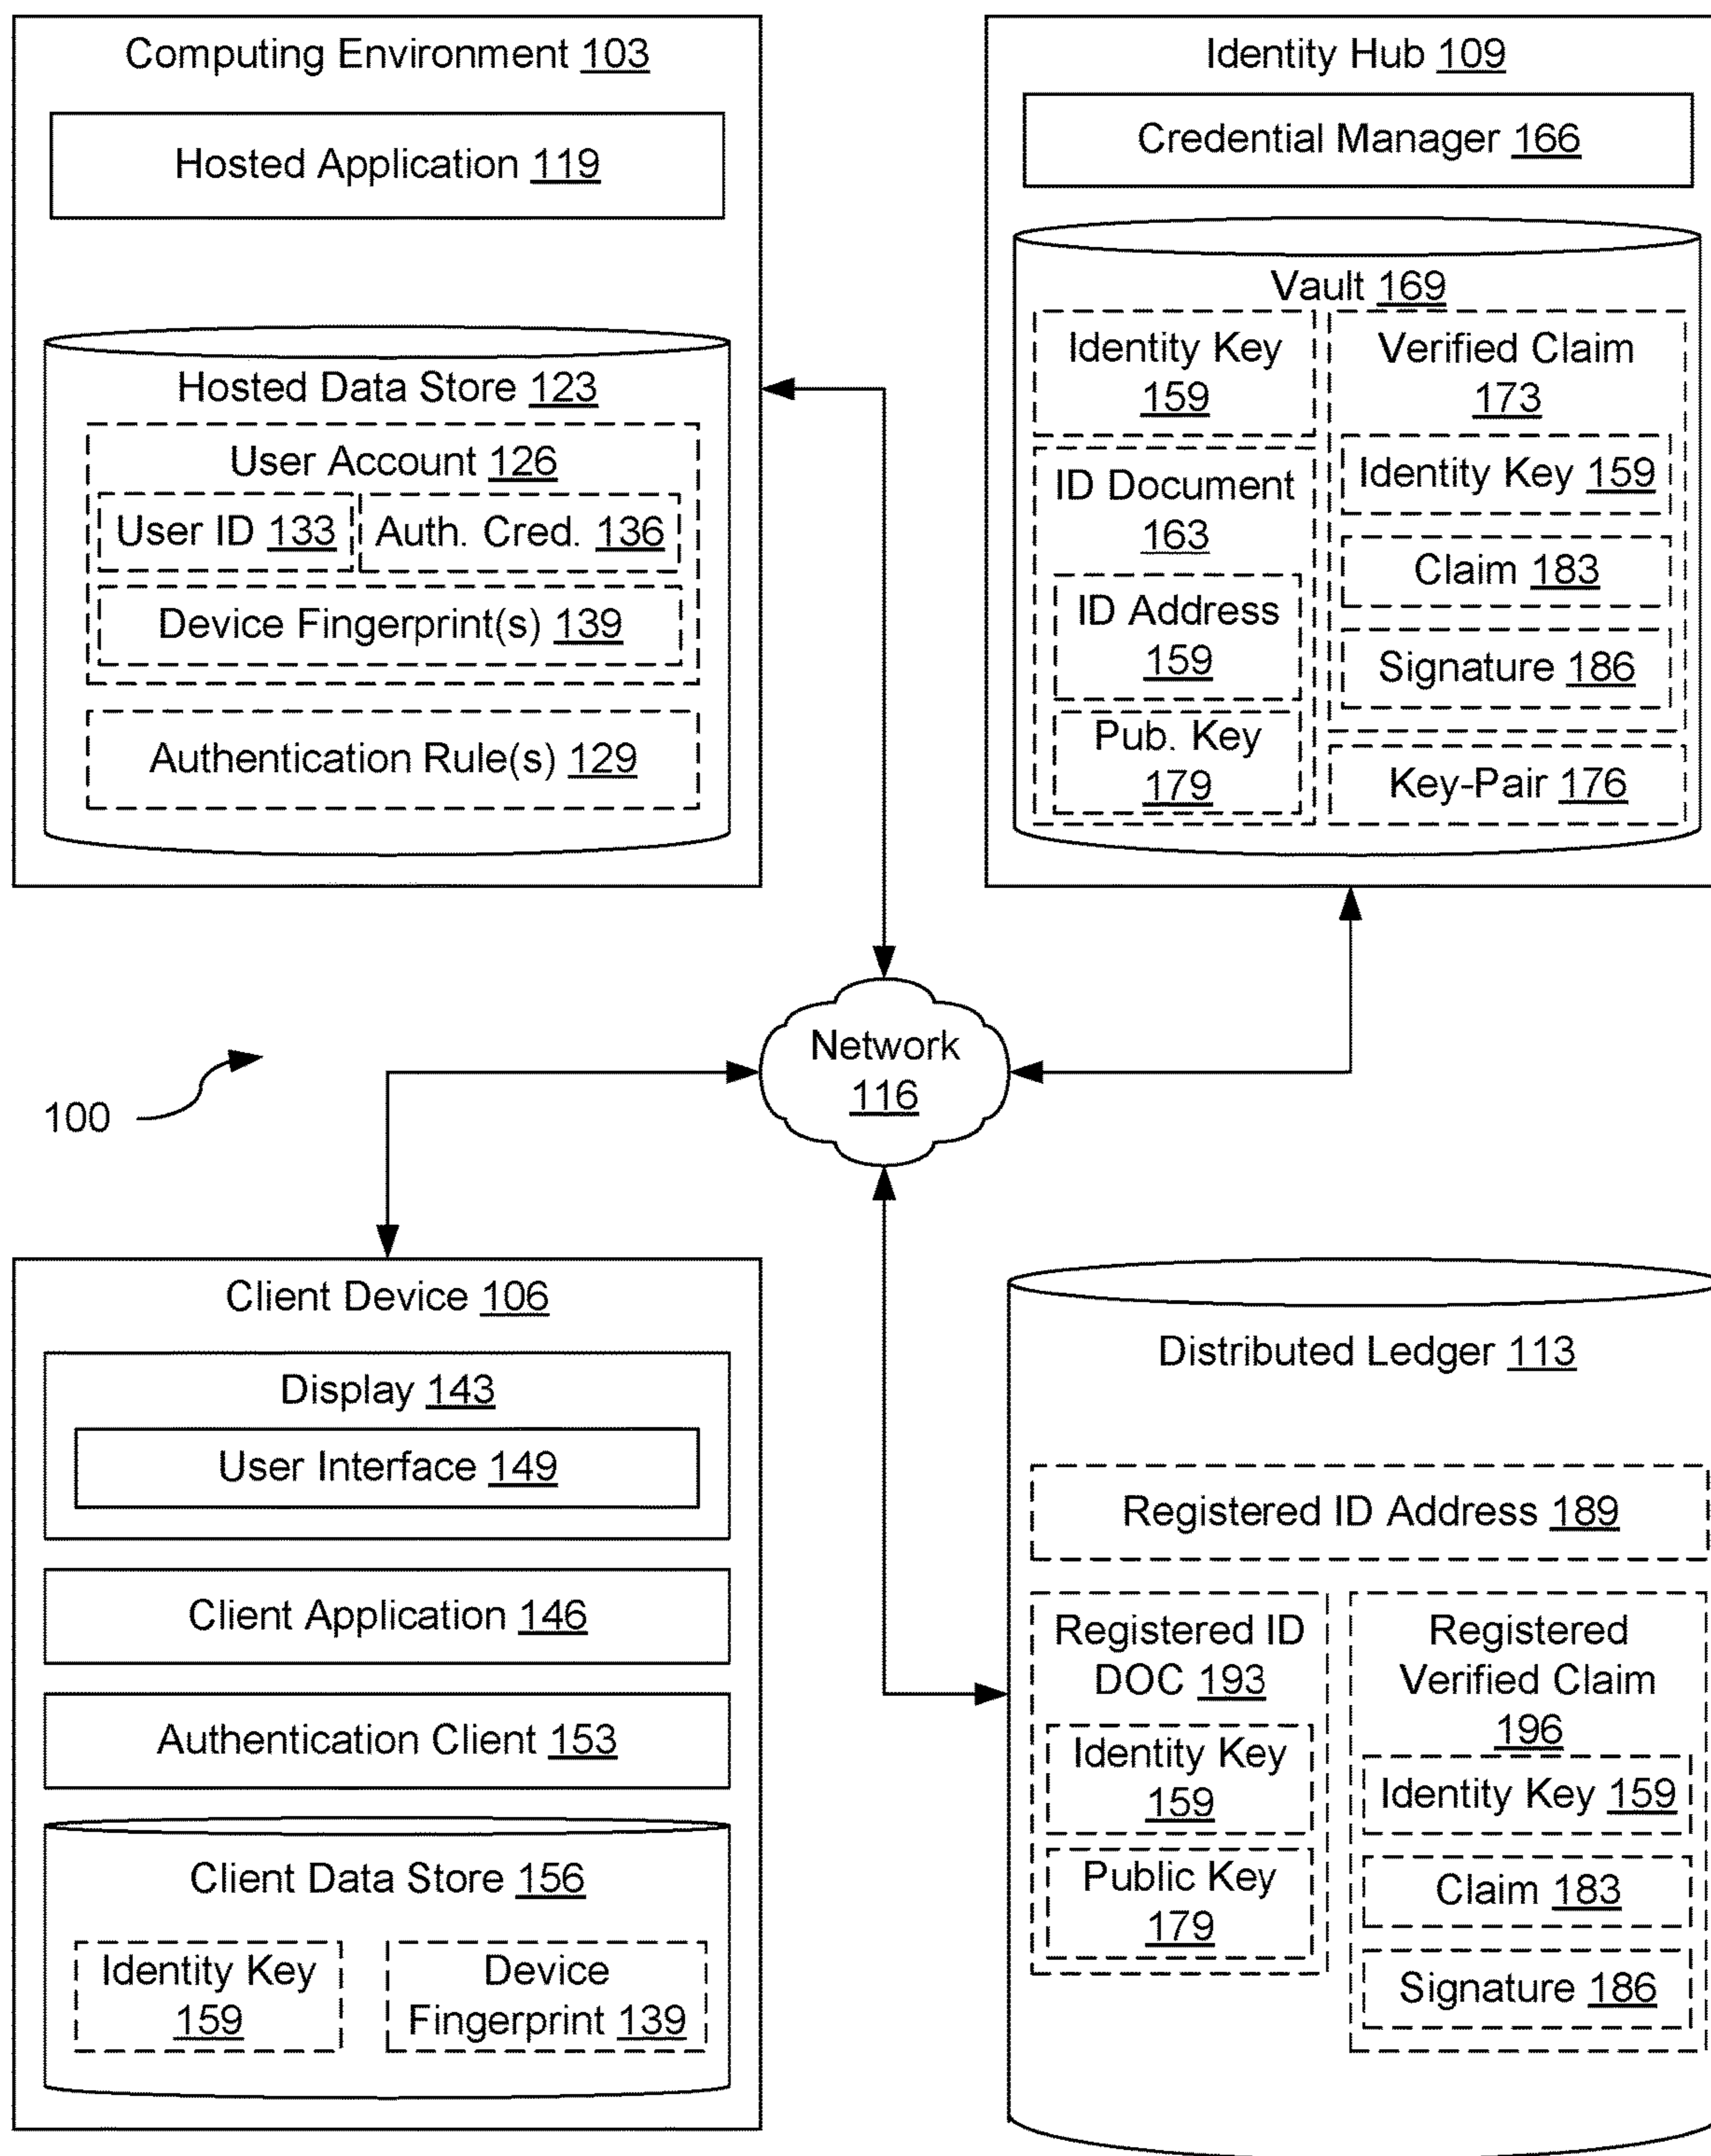 Computing Environment 103
Hosted Application 119
Hosted Data Store 123
User Account 126
User ID 133
Auth. Cred. 136
Device Fingerprint(s) 139
Authentication Rule(s) 129
Identity Hub 109
Credential Manager 166
Vault 169
Identity Key
159
ID Document
163
ID Address
159
Pub. Key
179
Verified Claim
173
Identity Key 159
Claim 183
Signature 186
Key-Pair 176
Network
116
100
Client Device 106
Display 143
User Interface 149
Client Application 146
Authentication Client 153
Client Data Store 156
Identity Key
159
Device
Fingerprint 139
Distributed Ledger 113
Registered ID Address 189
Registered ID
DOC 193
Identity Key
159
Public Key
179
Registered
Verified Claim
196
Identity Key 159
Claim 183
Signature 186